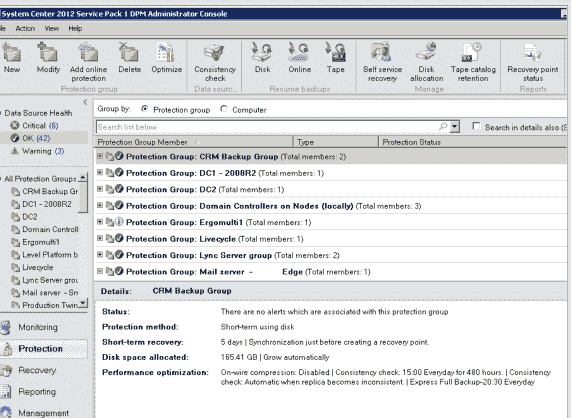 System Center 2012 Service Pack 1 DPM Administrator Console
Action View Help
New Modify Add online protection Delete Optimize Consistency check Disk Online Tape Self service recovery Disk allocation Tape catalog retention Recovery point status
Protection group Data sourc... Resume backups Manage Reports
Data Source Health
Critical (6)
OK (42)
Warning (3)
All Protection Groups
CRM Backup Gr
DC1 - 2008R2
DC2
Domain Controll
Ergomulti1
Level Platform b
Livecycle
Lync Server grou
Mail server - Srr
Production Twin
Monitoring
Protection
Recovery
Reporting
Management
Group by: Protection group Computer
Search list below
Search in details also (S
Protection Group Member Type Protection Status
Protection Group: CRM Backup Group (Total members: 2)
Protection Group: DC1 - 2008R2 (Total members: 1)
Protection Group: DC2 (Total members: 1)
Protection Group: Domain Controllers on Nodes (locally) (Total members: 3)
Protection Group: Ergomulti1 (Total members: 1)
Protection Group: Livecycle (Total members: 1)
Protection Group: Lync Server group (Total members: 2)
Protection Group: Mail server - Edge (Total members: 1)
Details: CRM Backup Group
Status: There are no alerts which are associated with this protection group
Protection method: Short-term using disk
Short-term recovery: 5 days | Synchronization just before creating a recovery point.
Disk space allocated: 165.41 GB | Grow automatically
Performance optimization: On-wire compression: Disabled | Consistency check: 15:00 Everyday for 480 hours. | Consistency
check: Automatic when replica becomes inconsistent. | Express Full Backup-20:30 Everyday